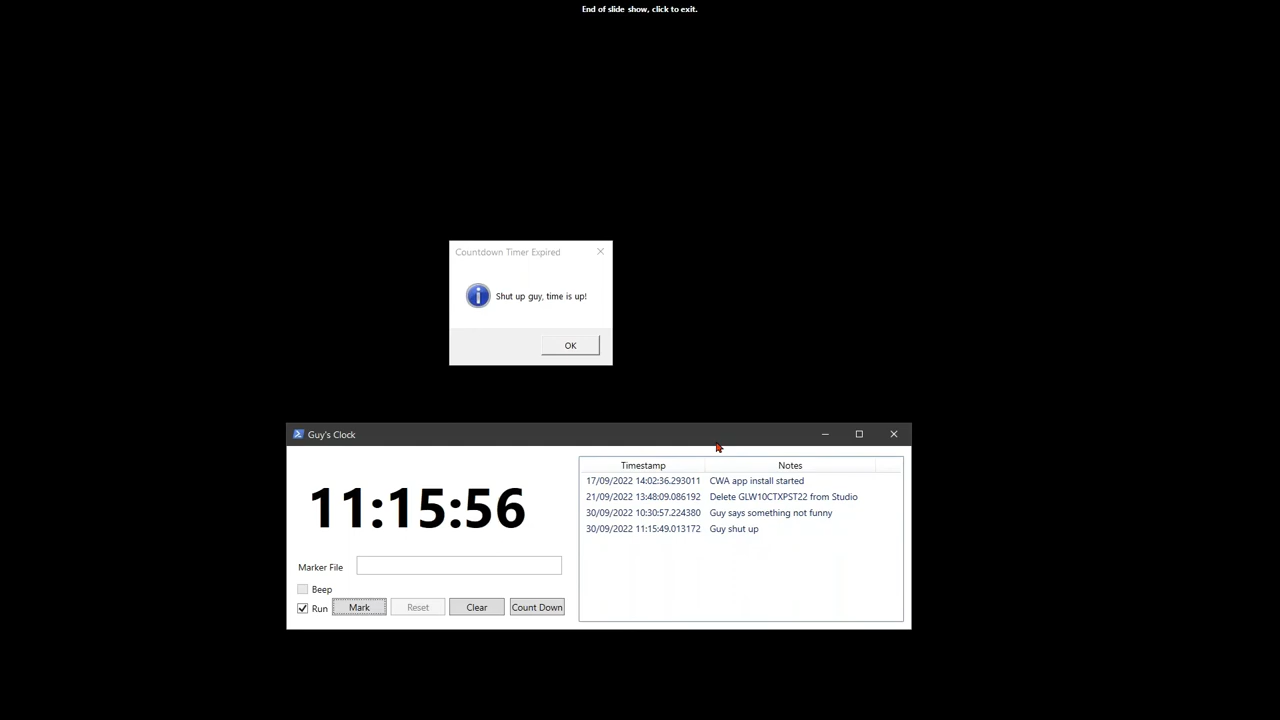 End of slide show, click to exit.
Countdown Timer Expired
Shut up guy, time is up!
OK
Guy's Clock
11:15:56
Marker File
Beep
Run
Mark
Reset
Clear
Count Down
Timestamp Notes
17/09/2022 14:02:36.293011 CWA app install started
21/09/2022 13:48:09.086192 Delete GLW10CTXPST22 from Studio
30/09/2022 10:30:57.224380 Guy says something not funny
30/09/2022 11:15:49.013172 Guy shut up